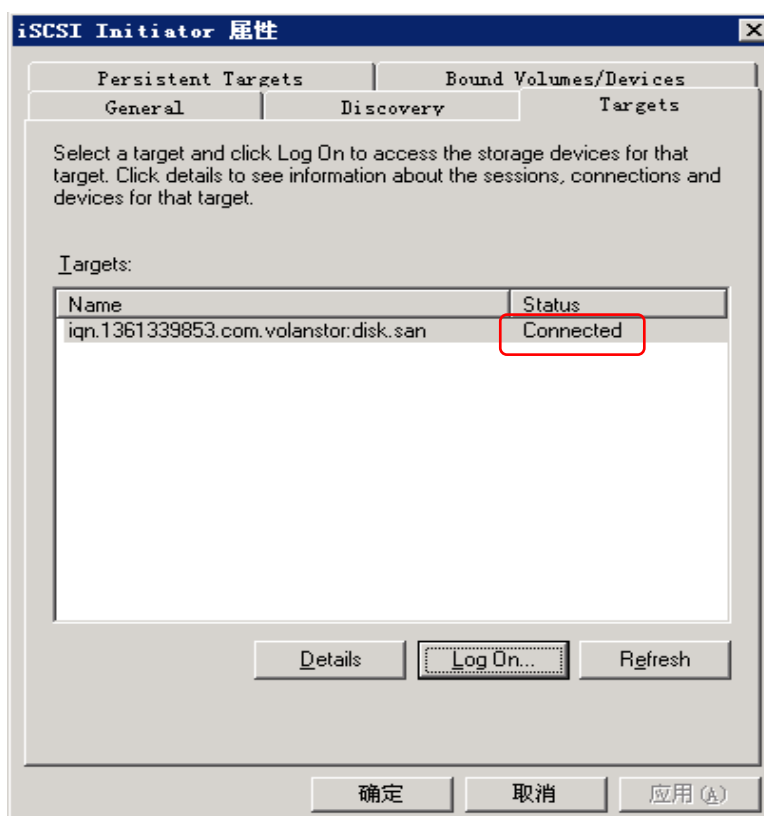 iSCSI Initiator 属性
Persistent Targets Bound Volumes/Devices
General Discovery Targets
Select a target and click Log On to access the storage devices for that
target. Click details to see information about the sessions, connections and
devices for that target.
Targets:
Name Status
iqn.1361339853.com.volanstor:disk.san Connected
Details Log On... Refresh
确定 取消 应用(A)